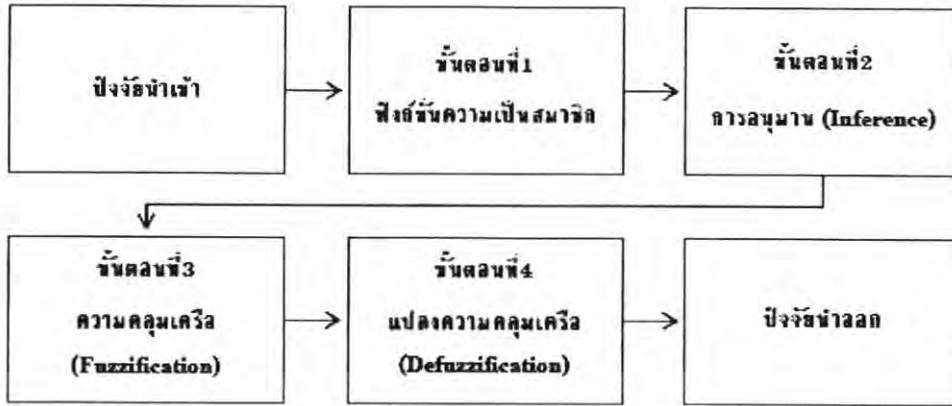 ปัจจัยนำเข้า
ขั้นตอนที่1
ฟังก์ชันความเป็นสมาชิก
ขั้นตอนที่2
การอนุมาน (Inference)
ขั้นตอนที่3
ความคลุมเครือ
(Fuzzification)
ขั้นตอนที่4
แปลงความคลุมเครือ
(Defuzzification)
ปัจจัยนำออก